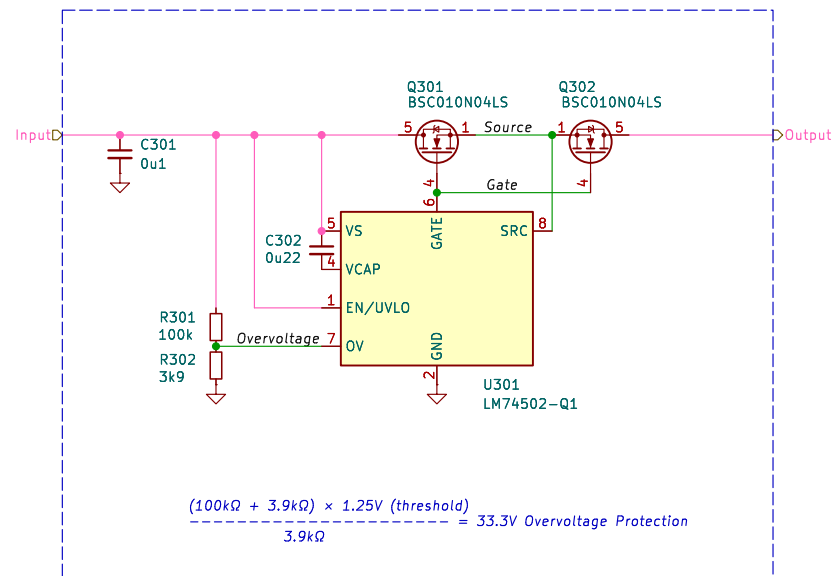 Q301
BSC010N04LS
Q302
BSC010N04LS
Input
5
1
Source
1
5
Output
C301
0u1
4
Gate
4
6
5
VS
GATE
SRC
8
C302
0u22
4
VCAP
1
EN/UVLO
R301
100k
Overvoltage
7
OV
GND
R302
3k9
2
U301
LM74502-Q1
(100kΩ + 3.9kΩ) × 1.25V (threshold)
= 33.3V Overvoltage Protection
3.9kΩ